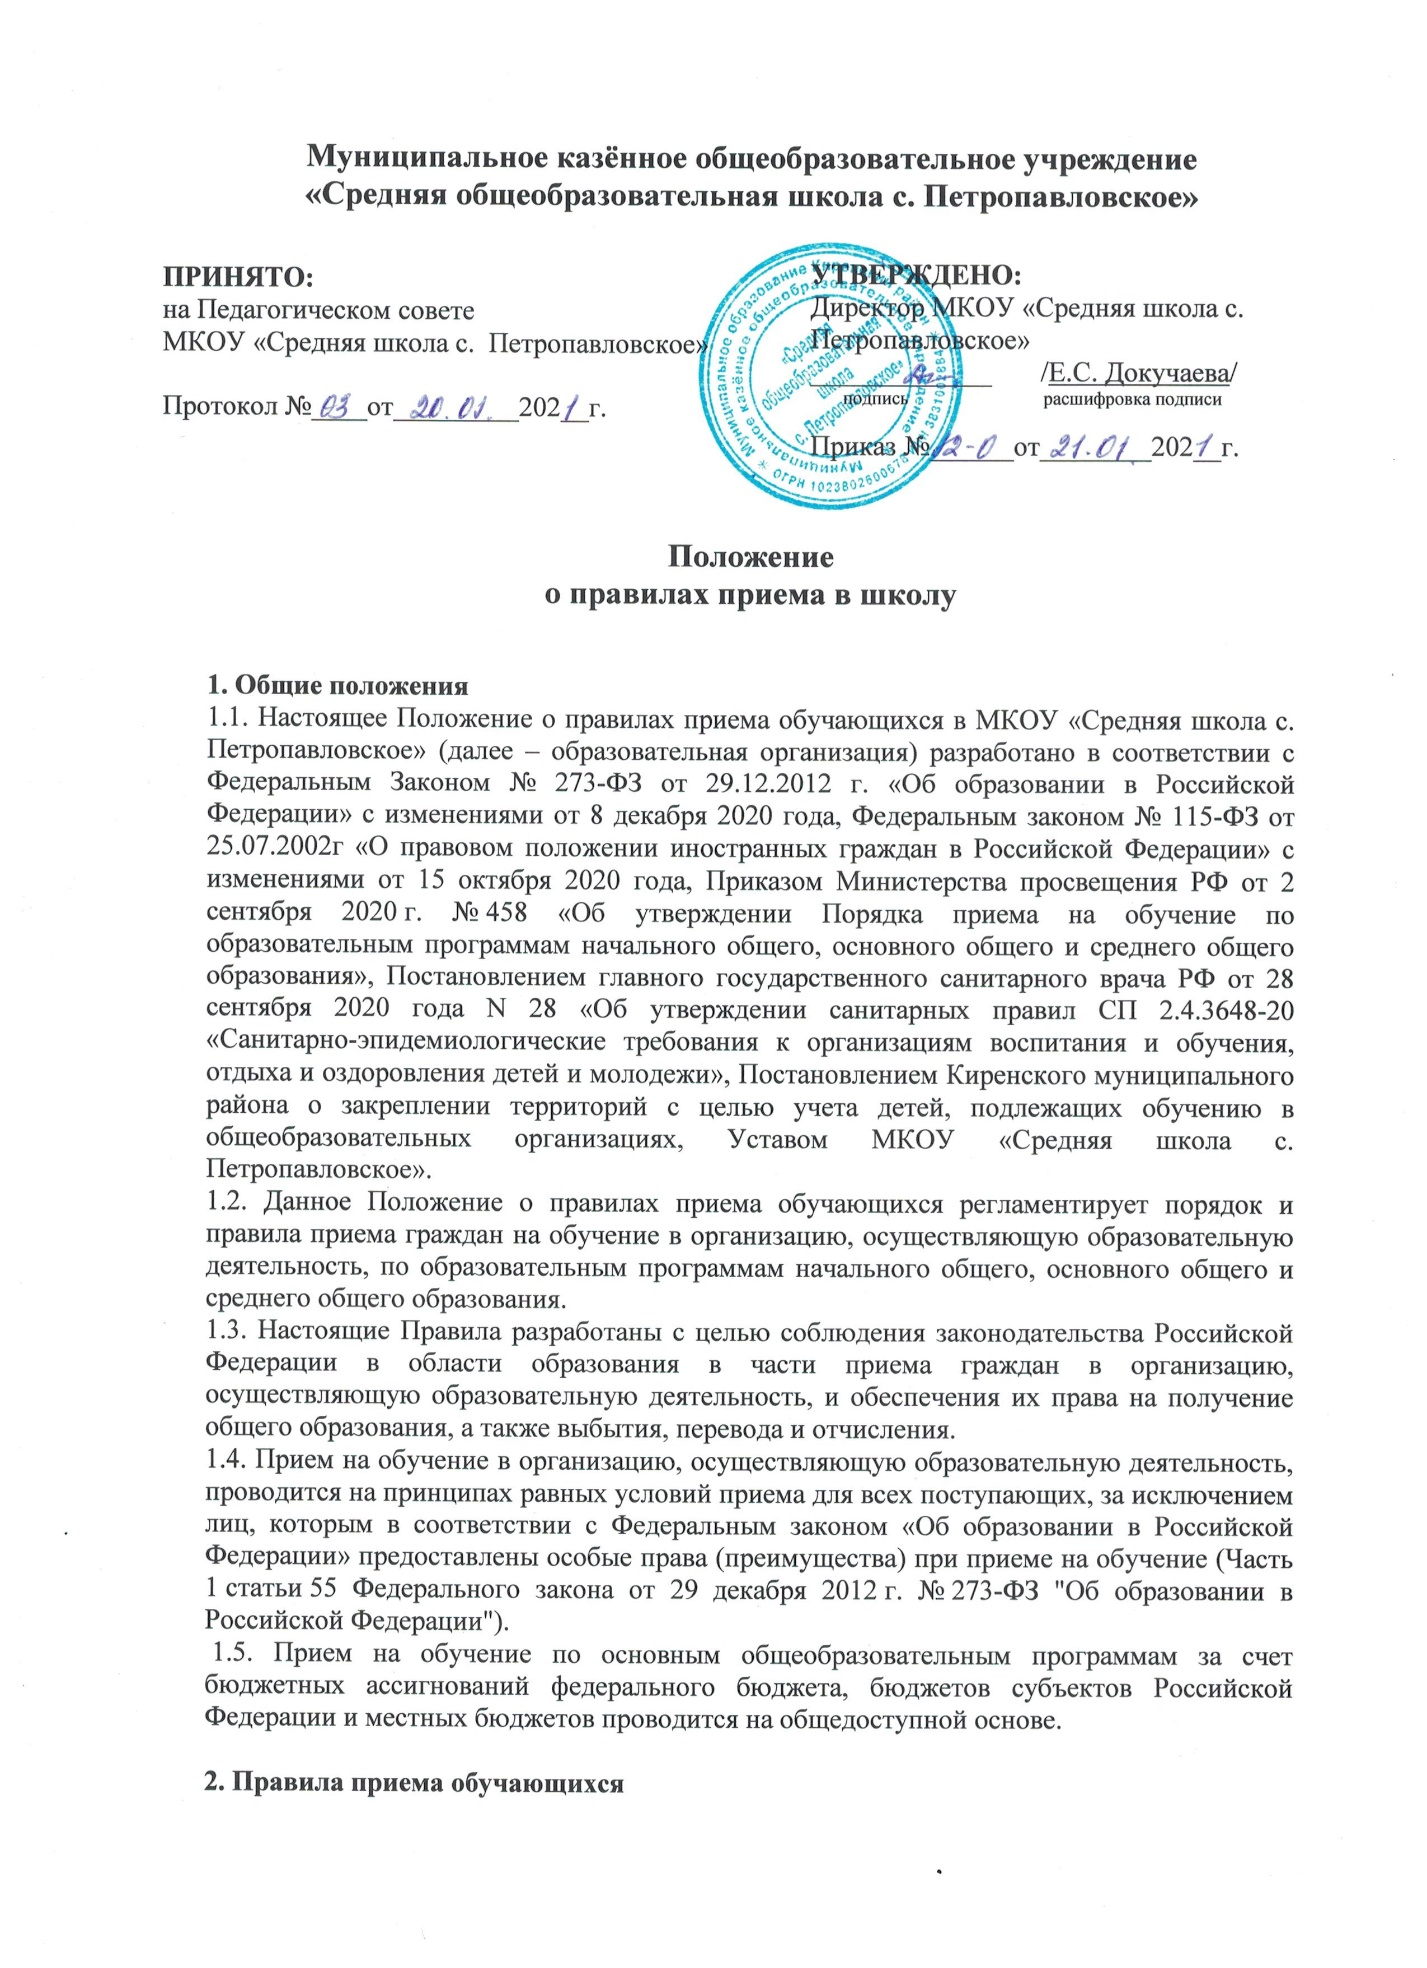 Муниципальное казённое общеобразовательное учреждение
«Средняя общеобразовательная школа с. Петропавловское»
ПРИНЯТО:
на Педагогическом совете
МКОУ «Средняя школа с. Петропавловское»
Протокол № 03 от 20.01. 2021 г.
УТВЕРЖДЕНО:
Директор МКОУ «Средняя школа с.
Петропавловское»
/Е.С. Докучаева/
подпись расшифровка подписи
Приказ № 12-0 от 21.01. 2021 г.
«Средняя
общеобразовательная
школа
с. Петропавловское»
Положение
о правилах приема в школу
1. Общие положения
1.1. Настоящее Положение о правилах приема обучающихся в МКОУ «Средняя школа с.
Петропавловское» (далее – образовательная организация) разработано в соответствии с
Федеральным Законом № 273-ФЗ от 29.12.2012 г. «Об образовании в Российской
Федерации» с изменениями от 8 декабря 2020 года, Федеральным законом № 115-ФЗ от
25.07.2002г «О правовом положении иностранных граждан в Российской Федерации» с
изменениями от 15 октября 2020 года, Приказом Министерства просвещения РФ от 2
сентября 2020 г. № 458 «Об утверждении Порядка приема на обучение по
образовательным программам начального общего, основного общего и среднего общего
образования», Постановлением главного государственного санитарного врача РФ от 28
сентября 2020 года N 28 «Об утверждении санитарных правил СП 2.4.3648-20
«Санитарно-эпидемиологические требования к организациям воспитания и обучения,
отдыха и оздоровления детей и молодежи», Постановлением Киренского муниципального
района о закреплении территорий с целью учета детей, подлежащих обучению в
общеобразовательных организациях, Уставом МКОУ «Средняя школа с.
Петропавловское».
1.2. Данное Положение о правилах приема обучающихся регламентирует порядок и
правила приема граждан на обучение в организацию, осуществляющую образовательную
деятельность, по образовательным программам начального общего, основного общего и
среднего общего образования.
1.3. Настоящие Правила разработаны с целью соблюдения законодательства Российской
Федерации в области образования в части приема граждан в организацию,
осуществляющую образовательную деятельность, и обеспечения их права на получение
общего образования, а также выбытия, перевода и отчисления.
1.4. Прием на обучение в организацию, осуществляющую образовательную деятельность,
проводится на принципах равных условий приема для всех поступающих, за исключением
лиц, которым в соответствии с Федеральным законом «Об образовании в Российской
Федерации» предоставлены особые права (преимущества) при приеме на обучение (Часть
1 статьи 55 Федерального закона от 29 декабря 2012 г. № 273-ФЗ "Об образовании в
Российской Федерации").
1.5. Прием на обучение по основным общеобразовательным программам за счет
бюджетных ассигнований федерального бюджета, бюджетов субъектов Российской
Федерации и местных бюджетов проводится на общедоступной основе.
2. Правила приема обучающихся